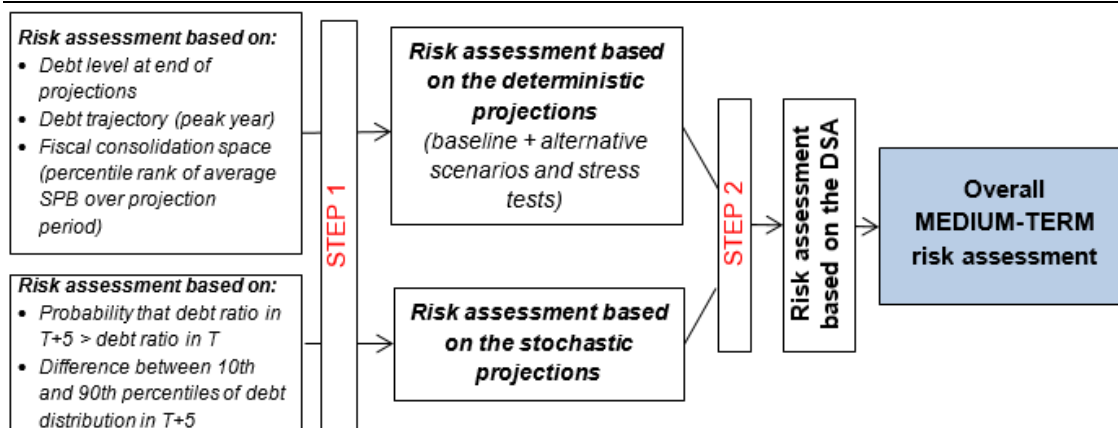 Risk assessment based on:
• Debt level at end of
projections
• Debt trajectory (peak year)
• Fiscal consolidation space
(percentile rank of average
SPB over projection
period)
Risk assessment based on:
• Probability that debt ratio in
T+5 > debt ratio in T
• Difference between 10th
and 90th percentiles of debt
distribution in T+5
STEP 1
Risk assessment based
on the deterministic
projections
(baseline + alternative
scenarios and stress
tests)
Risk assessment based
on the stochastic
projections
STEP 2
Risk assessment
based on the DSA
Overall
MEDIUM-TERM
risk assessment